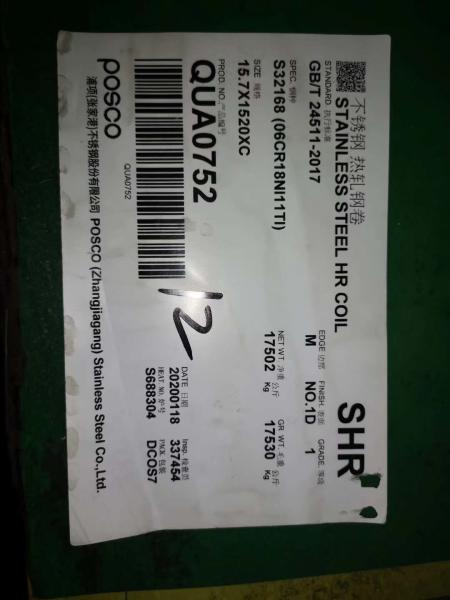 不锈钢 热轧钢卷
STAINLESS STEEL HR COIL
SHR
STANDARD. 执行标准
GB/T 24511-2017
EDGE 边部
M
FINISH. 表面
NO.1D
GRADE. 等级
1
SPEC 钢种
S32168 (06CR18NI11TI)
SIZE 规格
15.7X1520XC
NET WT. 净重 公斤
17502 Kg
GR. WT. 毛重 公斤
17530 Kg
PROD. NO. 产品编号
QUA0752
12
DATE 日期
20200118
Insp. 检查员
337454
HEAT. NO. 炉号
S688304
PACK 包装
DCOS7
QUA0752
posco
浦项(张家港)不锈钢股份有限公司 POSCO (Zhangjiagang) Stainless Steel Co.,Ltd.